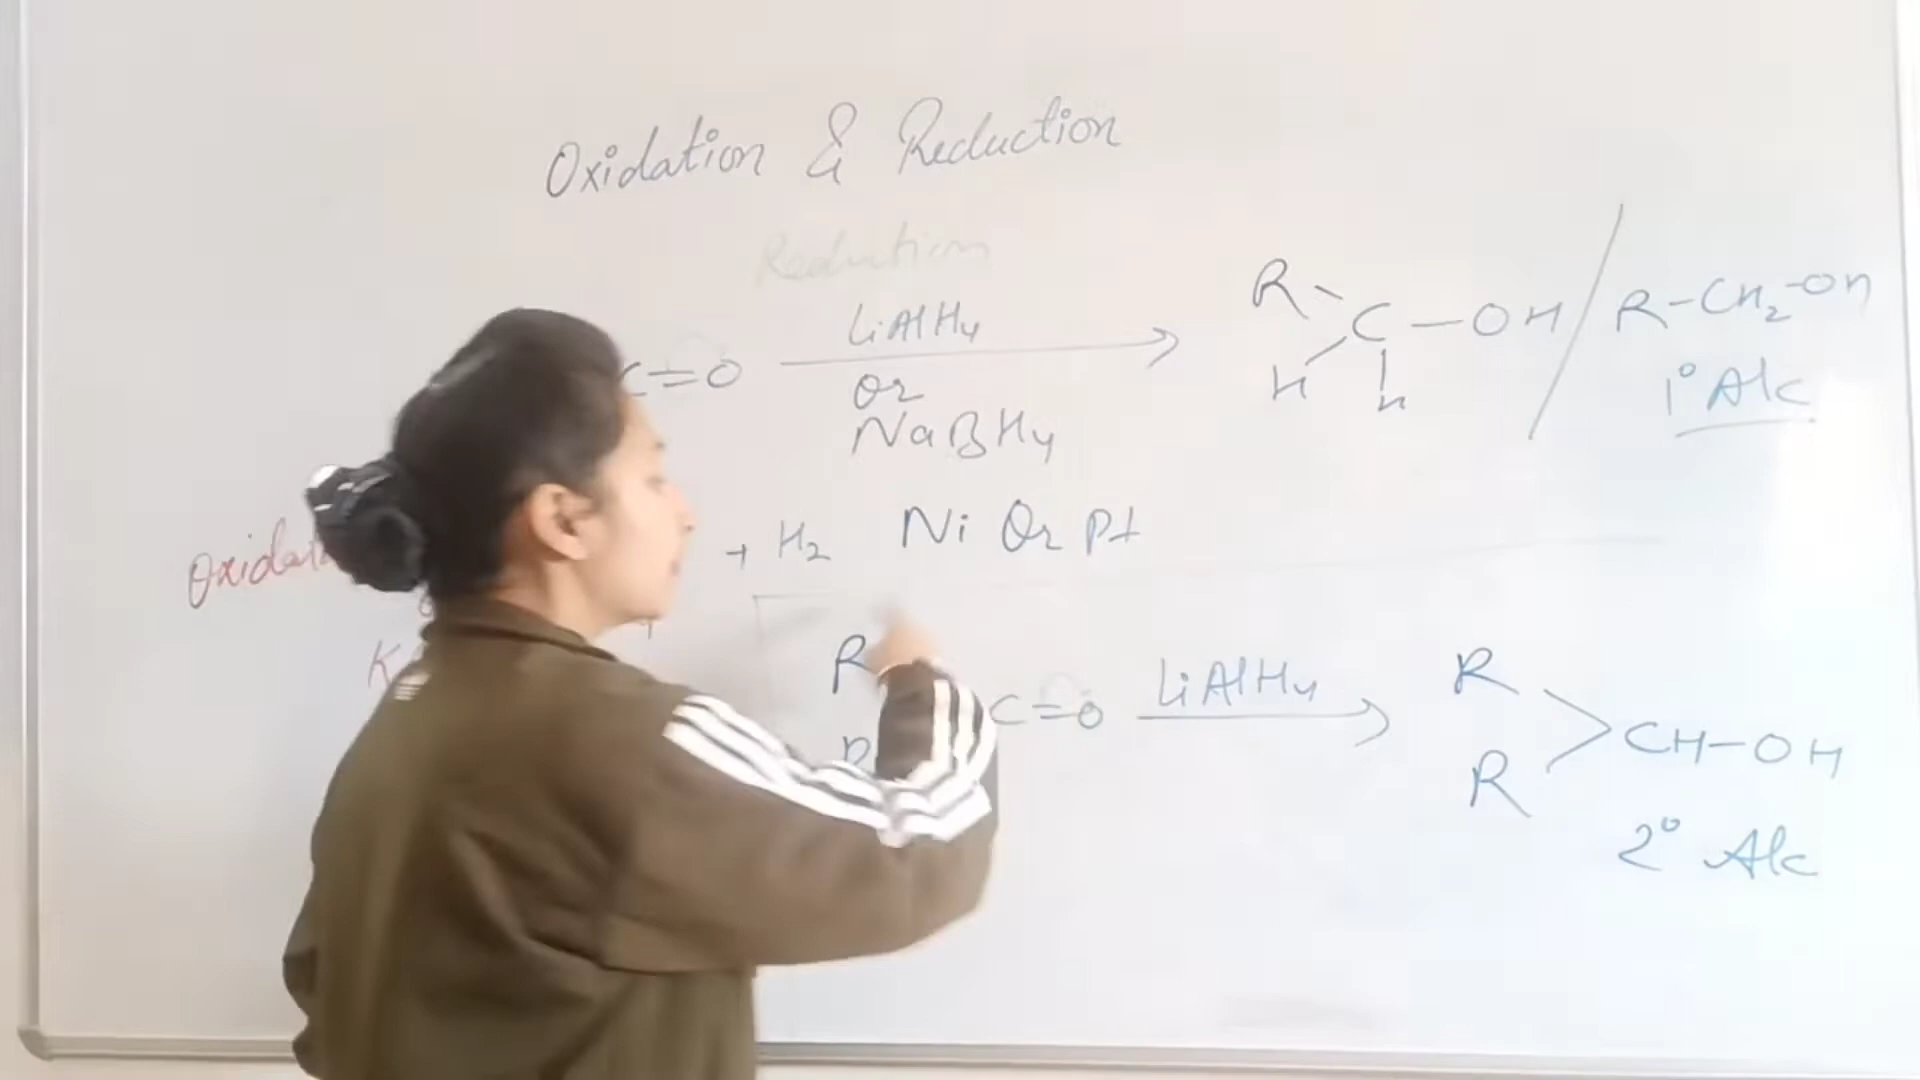 Oxidation & Reduction
Reduction
C=O LiAlH4
or
NaBH4
R
C-OH / R-CH2-OH
H H
1° Alc
+ H2 Ni Or Pt
R
C=O LiAlH4
R
R
CH-OH
2° Alc